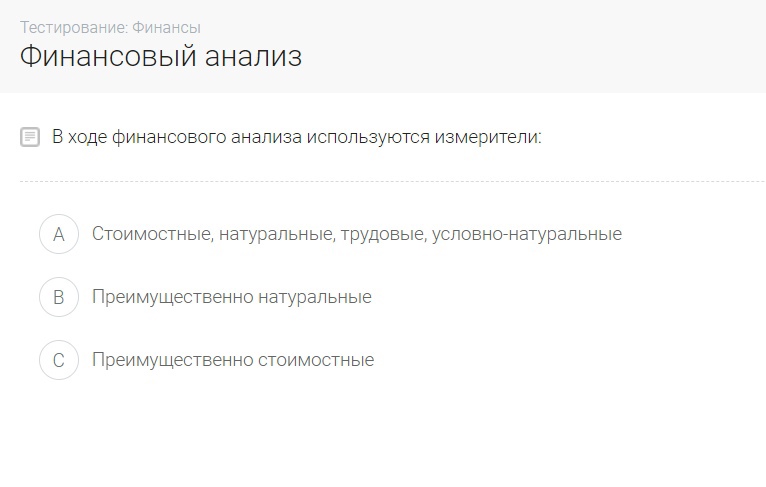 Тестирование: Финансы
Финансовый анализ
В ходе финансового анализа используются измерители:
A Стоимостные, натуральные, трудовые, условно-натуральные
B Преимущественно натуральные
C Преимущественно стоимостные